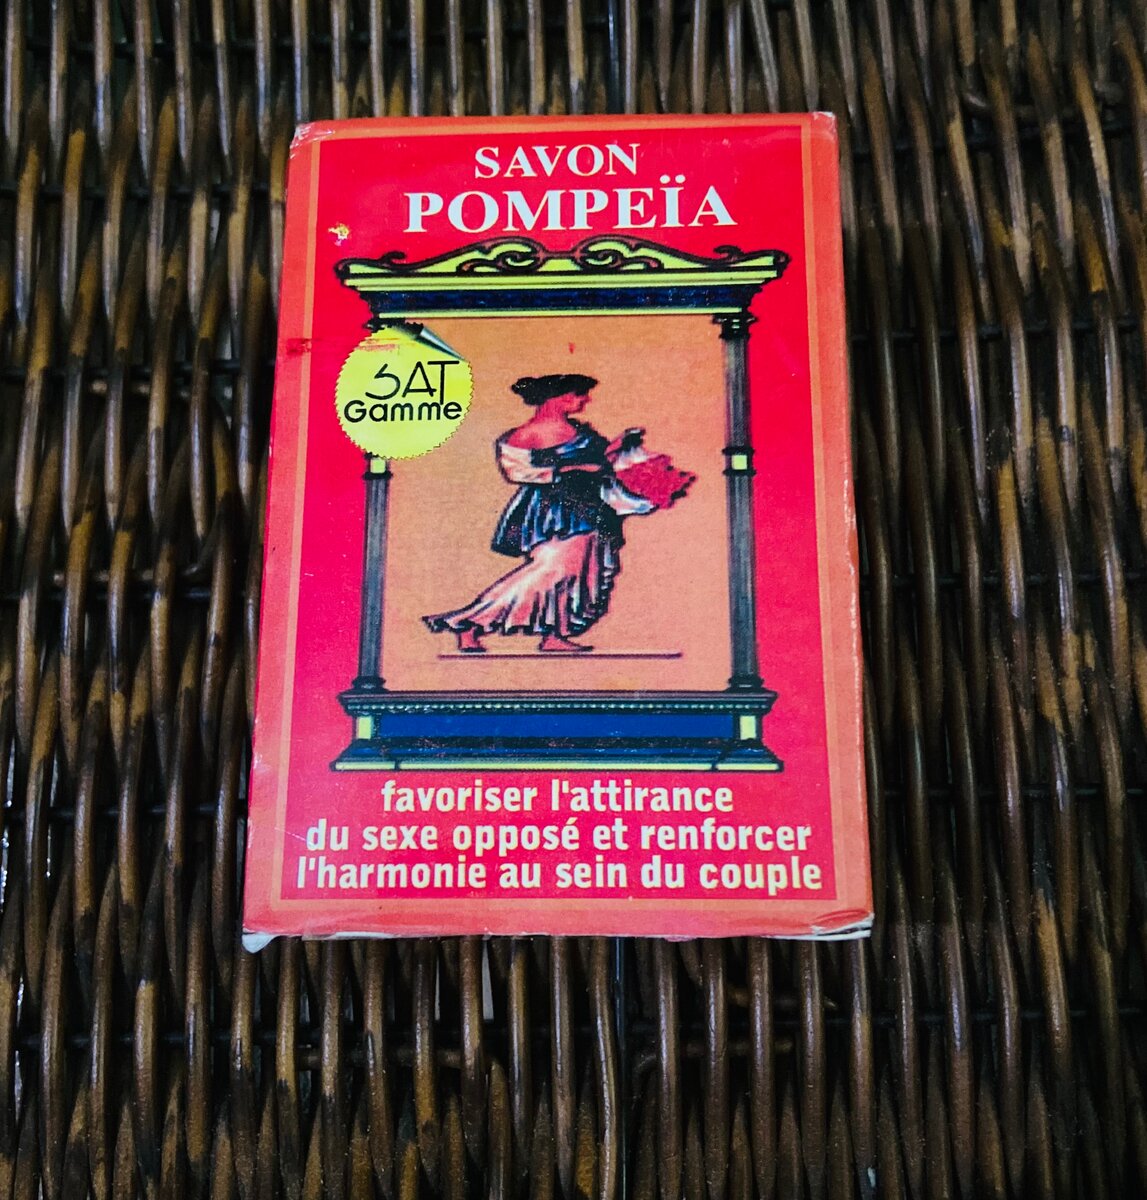 SAVON
POMPEÏA
SAT
Gamme
favoriser l'attirance
du sexe opposé et renforcer
l'harmonie au sein du couple